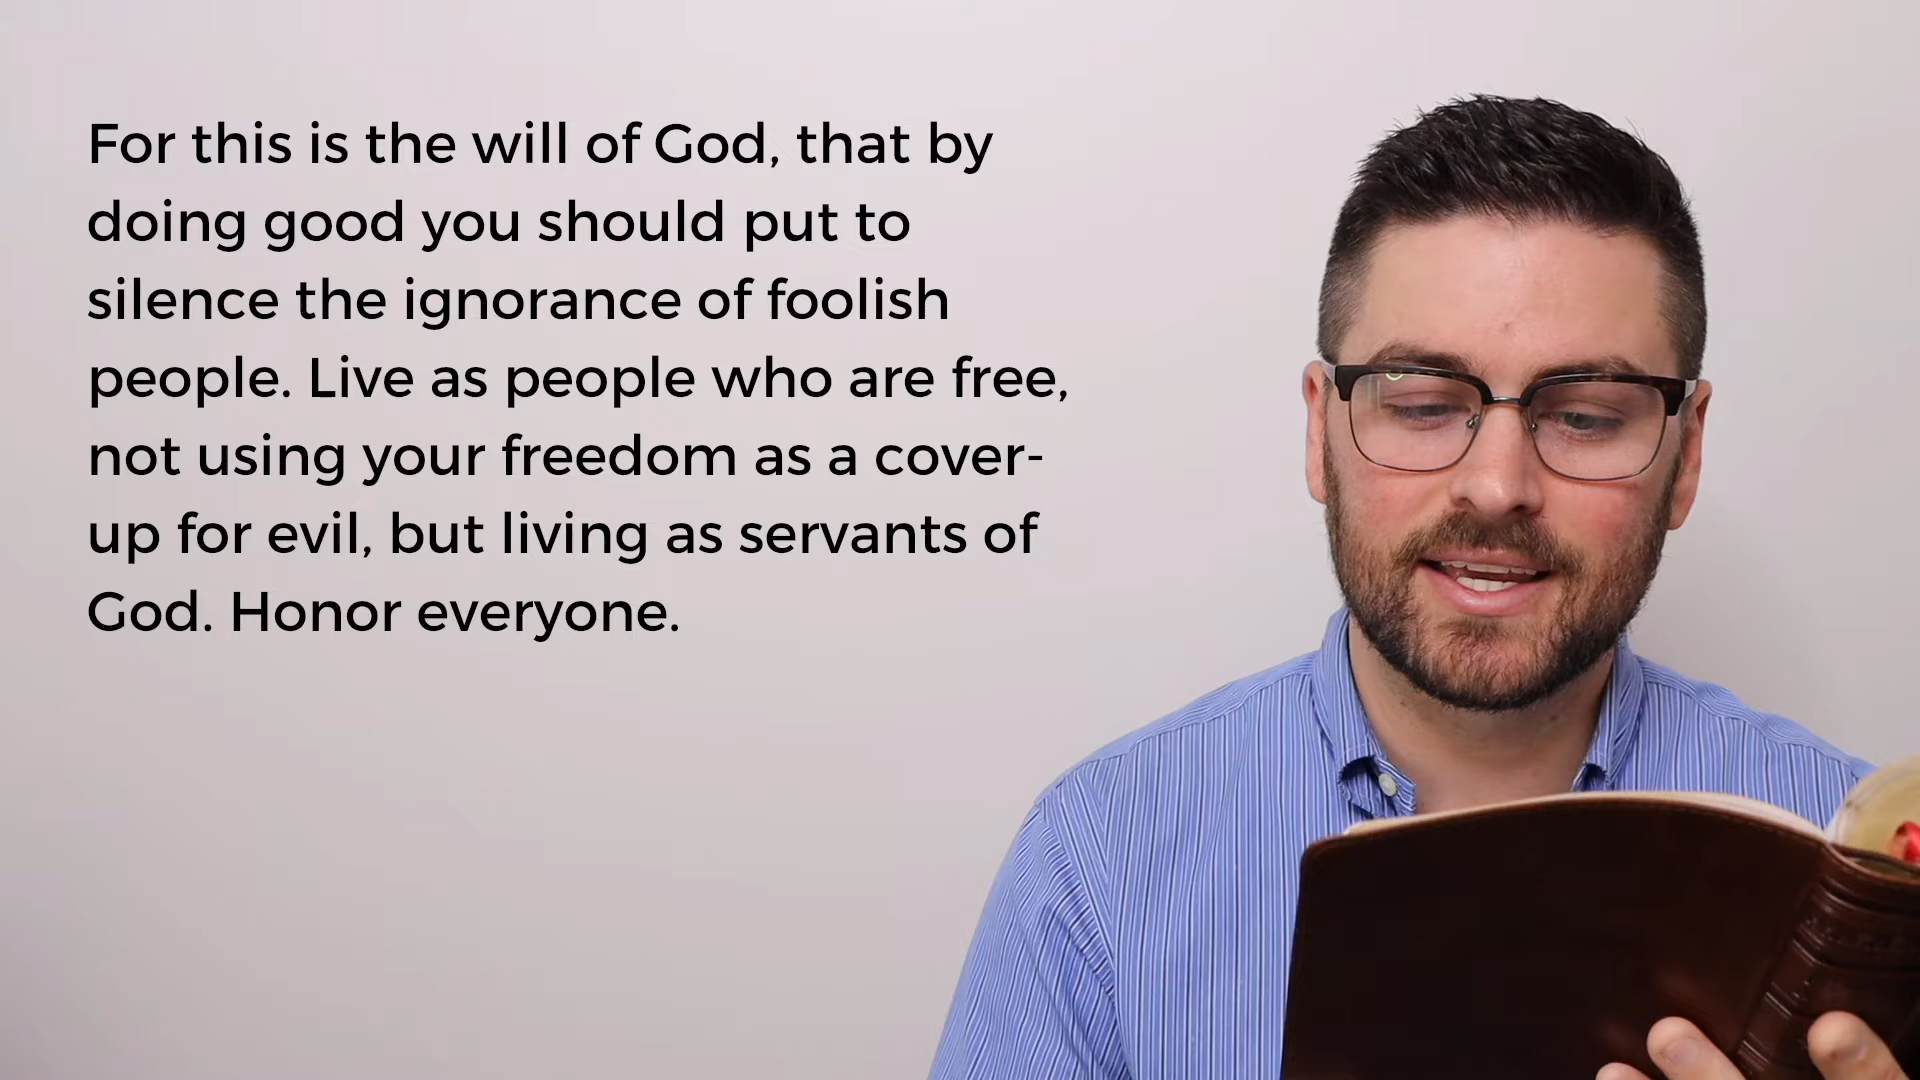 For this is the will of God, that by
doing good you should put to
silence the ignorance of foolish
people. Live as people who are free,
not using your freedom as a cover-
up for evil, but living as servants of
God. Honor everyone.